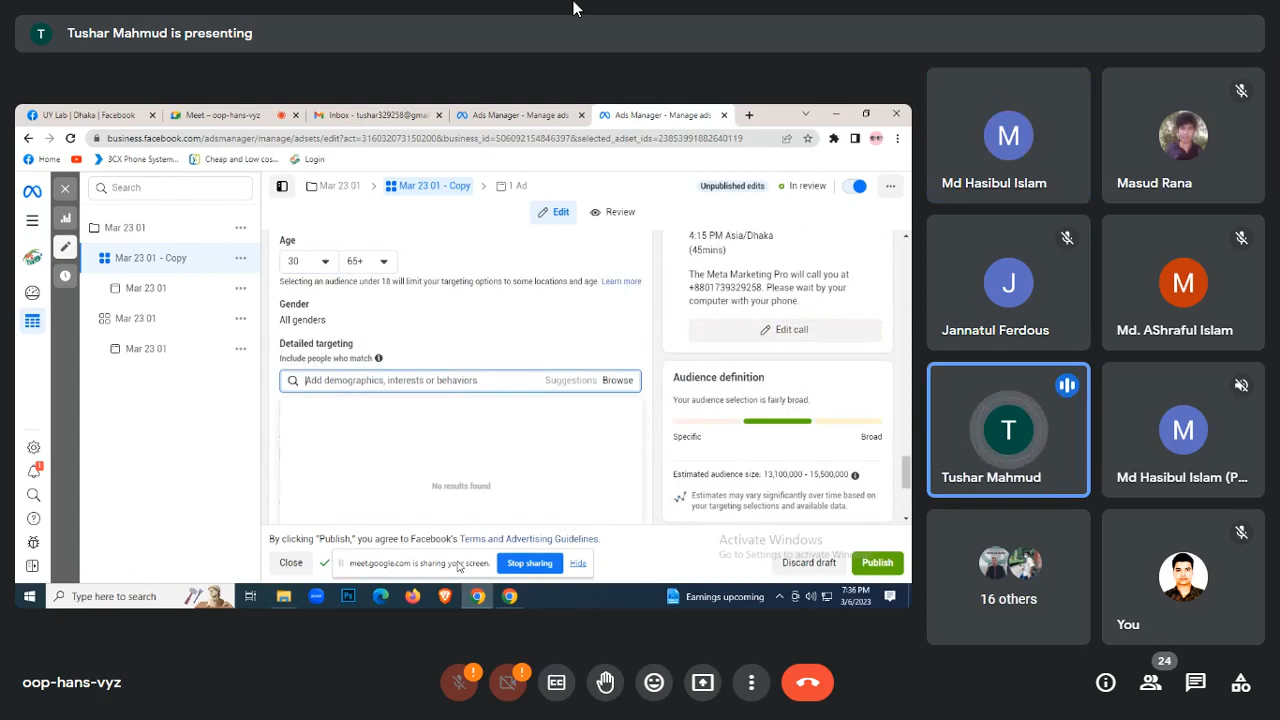 T
Tushar Mahmud is presenting
UY Lab | Dhaka | Facebook
Meet – oop-hans-vyz
Inbox - tushar329258@gmai
Ads Manager - Manage ads
Ads Manager - Manage ads
business.facebook.com/adsmanager/manage/adsets/edit?act=316032073150208&business_id=506092154846397&selected_adset_ids=23853991882640119
Home
3CX Phone System...
Cheap and Low cos...
Login
Search
Mar 23 01
Mar 23 01 - Copy
1 Ad
Unpublished edits
In review
Edit
Review
Mar 23 01
Mar 23 01 - Copy
Mar 23 01
Mar 23 01
Mar 23 01
Age
30
65+
Selecting an audience under 18 will limit your targeting options to some locations and age. Learn more
Gender
All genders
Detailed targeting
Include people who match
Add demographics, interests or behaviors
Suggestions
Browse
No results found
4:15 PM Asia/Dhaka
(45mins)
The Meta Marketing Pro will call you at
+8801739329258. Please wait by your
computer with your phone.
Edit call
Audience definition
Your audience selection is fairly broad.
Specific
Broad
Estimated audience size: 13,100,000 - 15,500,000
Estimates may vary significantly over time based on
your targeting selections and available data.
By clicking "Publish," you agree to Facebook's Terms and Advertising Guidelines.
Activate Windows
Go to Settings to activate Windows.
Close
meet.google.com is sharing your screen.
Stop sharing
Hide
Discard draft
Publish
Type here to search
Ps
Earnings upcoming
7:36 PM
3/6/2023
M
Md Hasibul Islam
Masud Rana
J
Jannatul Ferdous
M
Md. AShraful Islam
T
Tushar Mahmud
M
Md Hasibul Islam (P...
16 others
You
oop-hans-vyz
24